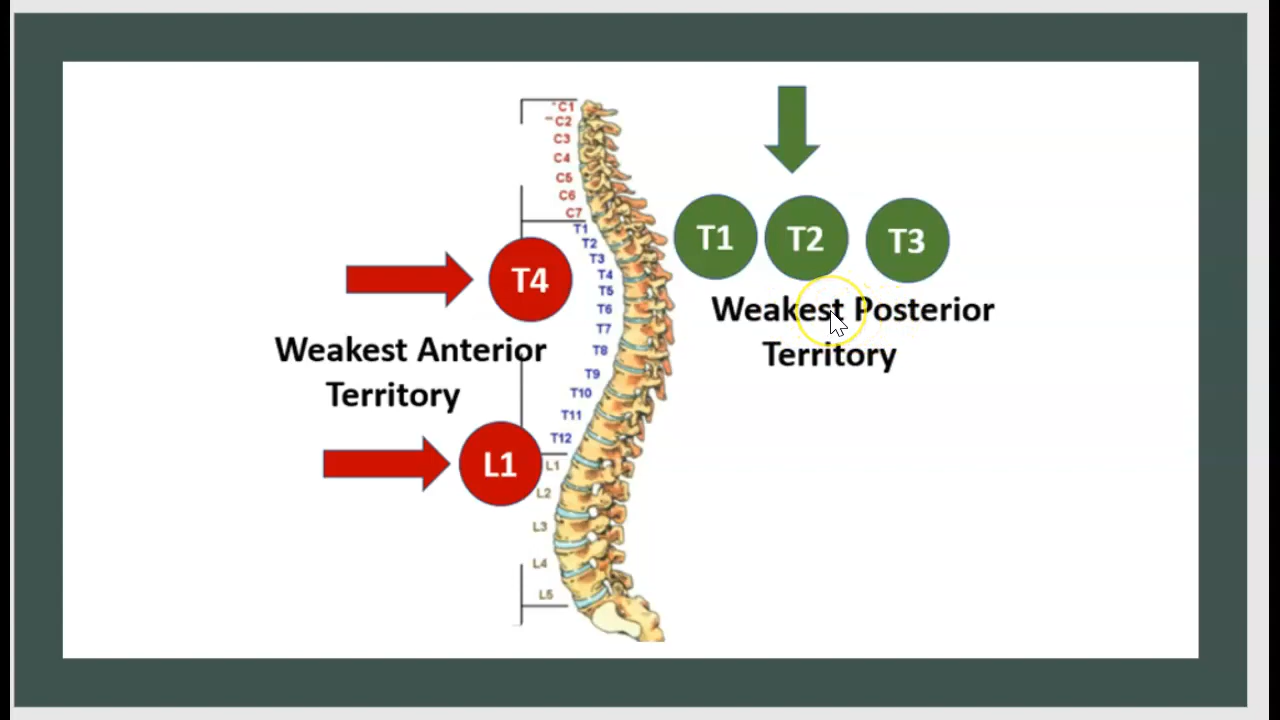 *C1
C2
C3
C4
C5
C6
C7
T1
T2
T3
T4
T5
T6
T7
T8
T9
T10
T11
T12
L1
L2
L3
L4
L5
T4
Weakest Anterior
Territory
L1
T1 T2 T3
Weakest Posterior
Territory